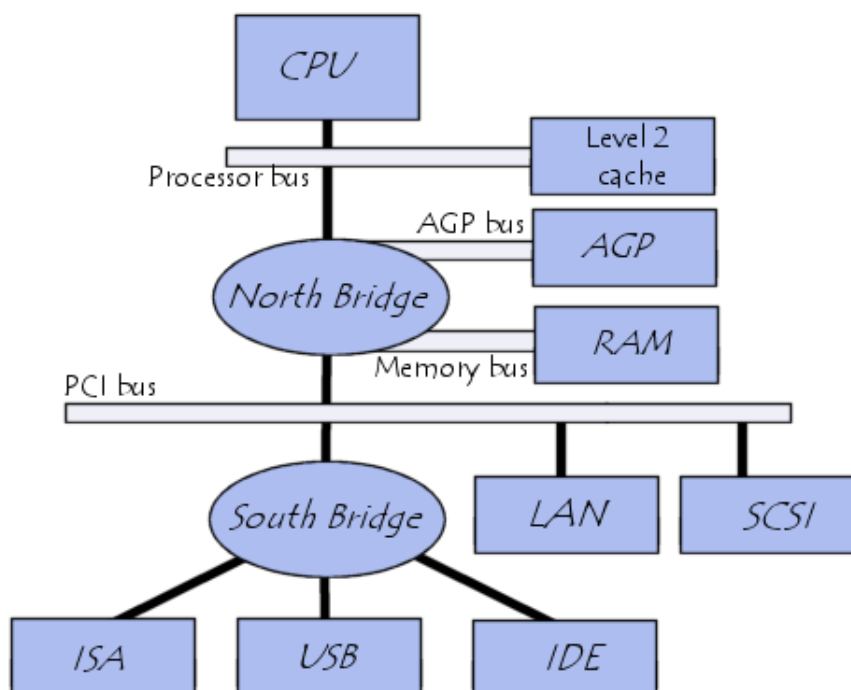 CPU
Level 2
cache
Processor bus
AGP bus
AGP
North Bridge
RAM
Memory bus
PCI bus
South Bridge
LAN
SCSI
ISA
USB
IDE